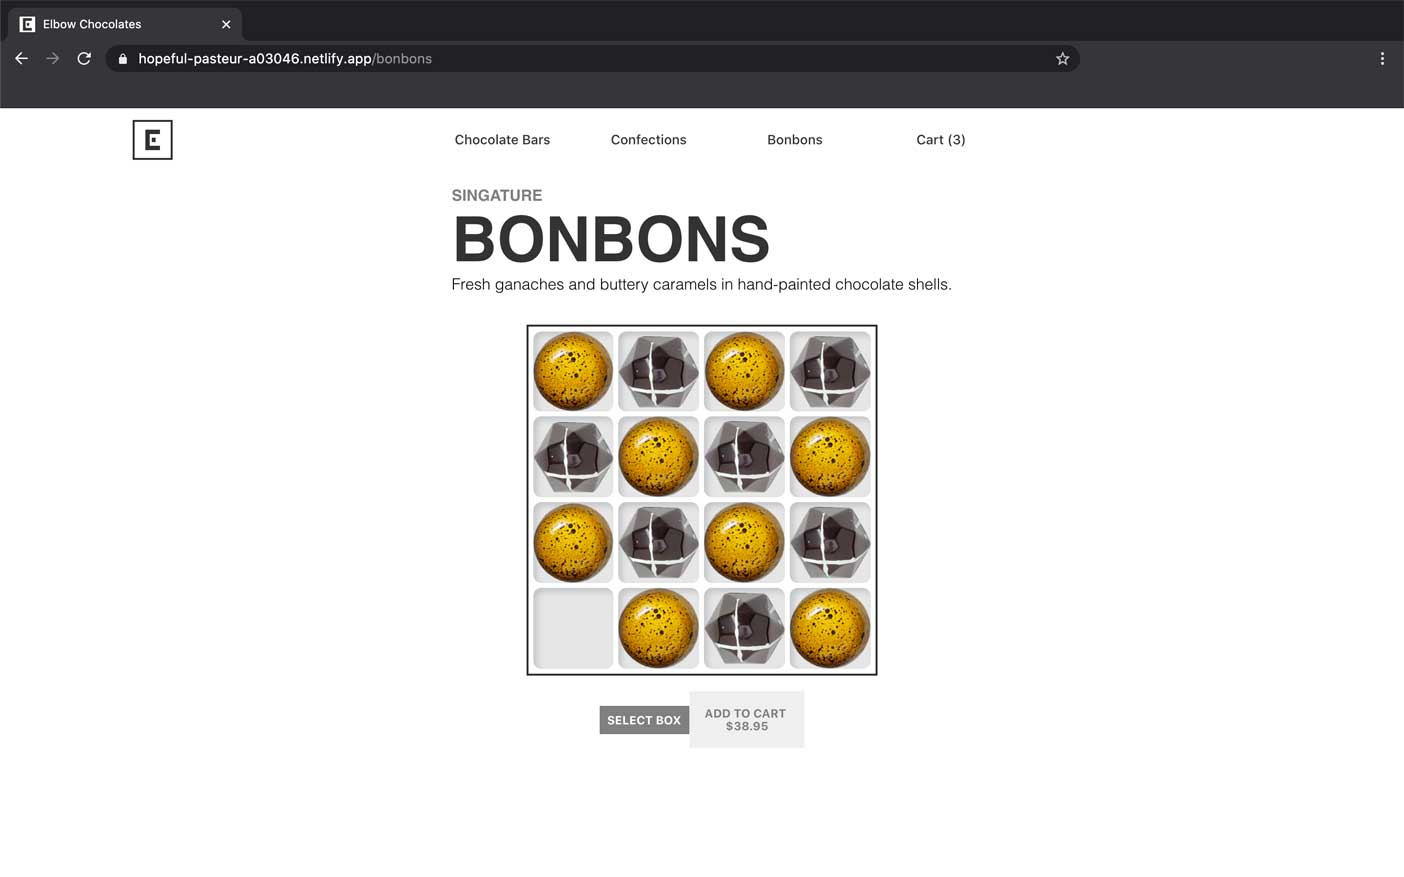 Elbow Chocolates
hopeful-pasteur-a03046.netlify.app/bonbons
E
Chocolate Bars
Confections
Bonbons
Cart (3)
SINGATURE
BONBONS
Fresh ganaches and buttery caramels in hand-painted chocolate shells.
SELECT BOX
ADD TO CART
$38.95